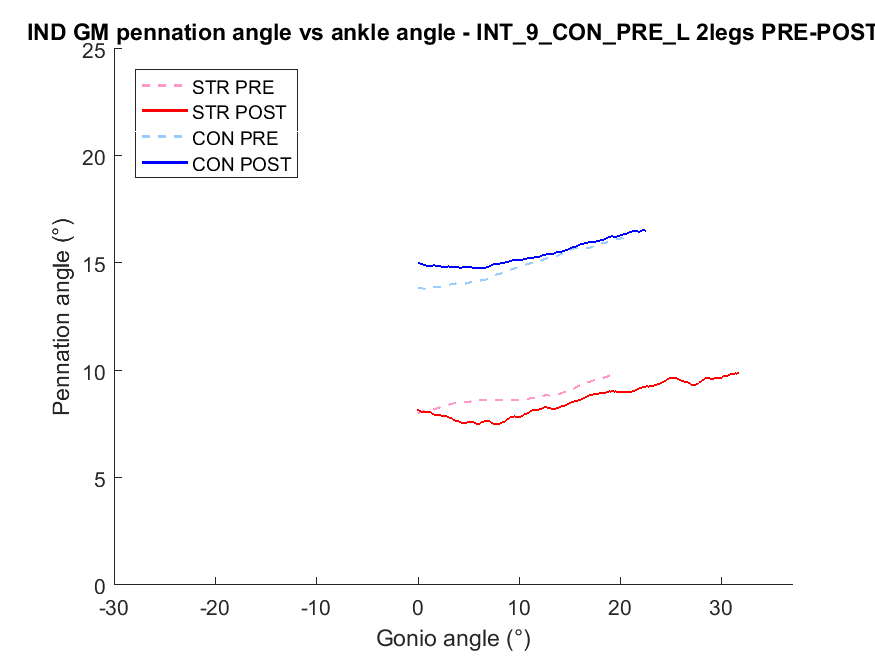 IND GM pennation angle vs ankle angle - INT_9_CON_PRE_L 2legs PRE-POST
25
STR PRE
STR POST
CON PRE
CON POST
20
15
10
5
0
Pennation angle (°)
-30 -20 -10 0 10 20 30
Gonio angle (°)